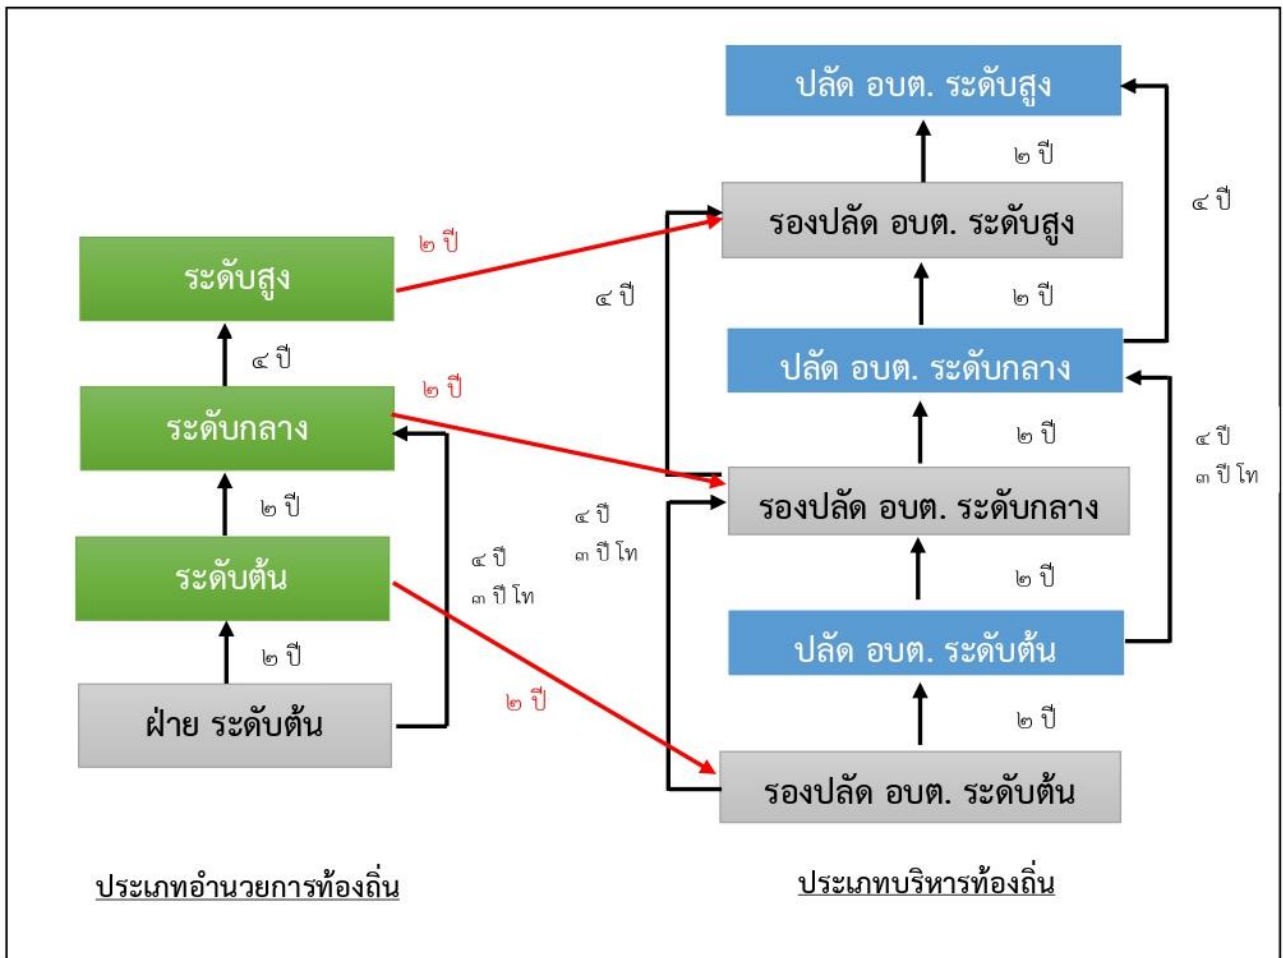 ปลัด อบต. ระดับสูง
๒ ปี
๔ ปี
รองปลัด อบต. ระดับสูง
๒ ปี
ระดับสูง
๔ ปี
๒ ปี
๔ ปี
ปลัด อบต. ระดับกลาง
๒ ปี
ระดับกลาง
๒ ปี
๔ ปี
๓ ปี โท
๒ ปี
รองปลัด อบต. ระดับกลาง
๔ ปี
๓ ปี โท
ระดับต้น
๔ ปี
๓ ปี โท
๒ ปี
๒ ปี
ปลัด อบต. ระดับต้น
๒ ปี
ฝ่าย ระดับต้น
๒ ปี
รองปลัด อบต. ระดับต้น
ประเภทอำนวยการท้องถิ่น
ประเภทบริหารท้องถิ่น